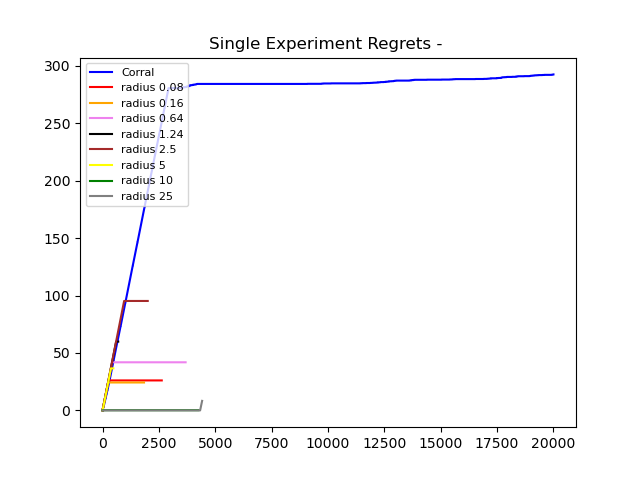 Single Experiment Regrets -
300
250
200
150
100
50
0
Corral
radius 0.08
radius 0.16
radius 0.64
radius 1.24
radius 2.5
radius 5
radius 10
radius 25
0 2500 5000 7500 10000 12500 15000 17500 20000